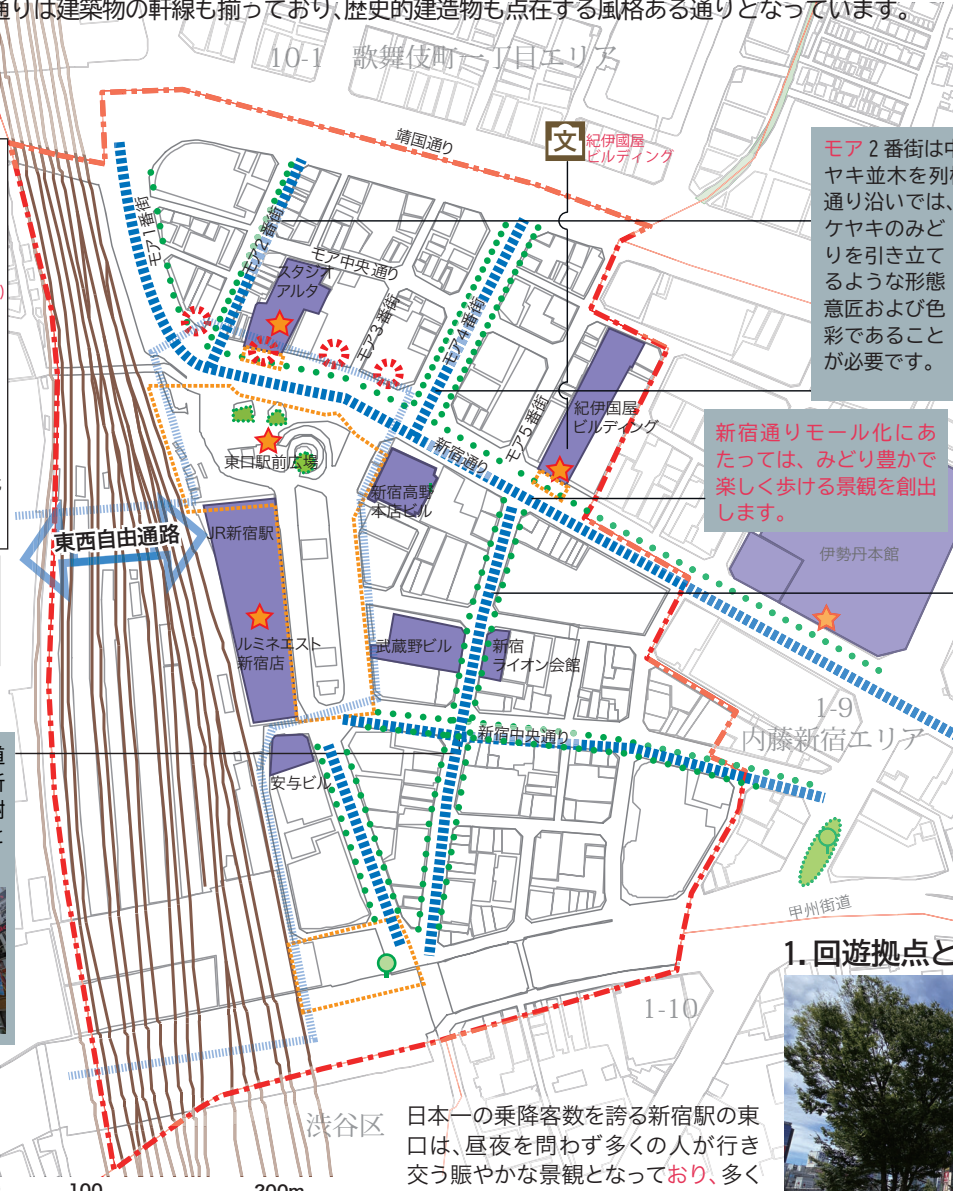 通りは建築物の軒線も揃っており、歴史的建造物も点在する風格ある通りとなっています。
10-1 歌舞伎町一丁目エリア
靖国通り
文
紀伊國屋
ビルディング
モア2番街は中
ヤキ並木を列
通り沿いでは、
ケヤキのみど
りを引き立て
るような形態
意匠および色
彩であること
が必要です。
モア1番街
モア2番街
モア中央通り
スタジオ
アルタ
モア3番街
モア4番街
モア5番街
紀伊国屋
ビルディング
新宿通りモール化にあ
たっては、みどり豊かで
楽しく歩ける景観を創出
します。
新宿通り
東口駅前広場
新宿高野
本店ビル
東西自由通路
JR新宿駅
伊勢丹本館
ルミネエスト
新宿店
武蔵野ビル
新宿
ライオン会館
1-9
内藤新宿エリア
新宿中央通り
安与ビル
甲州街道
1. 回遊拠点と
1-10
渋谷区
日本一の乗降客数を誇る新宿駅の東
口は、昼夜を問わず多くの人が行き
交う賑やかな景観となっており、多く
100
200m